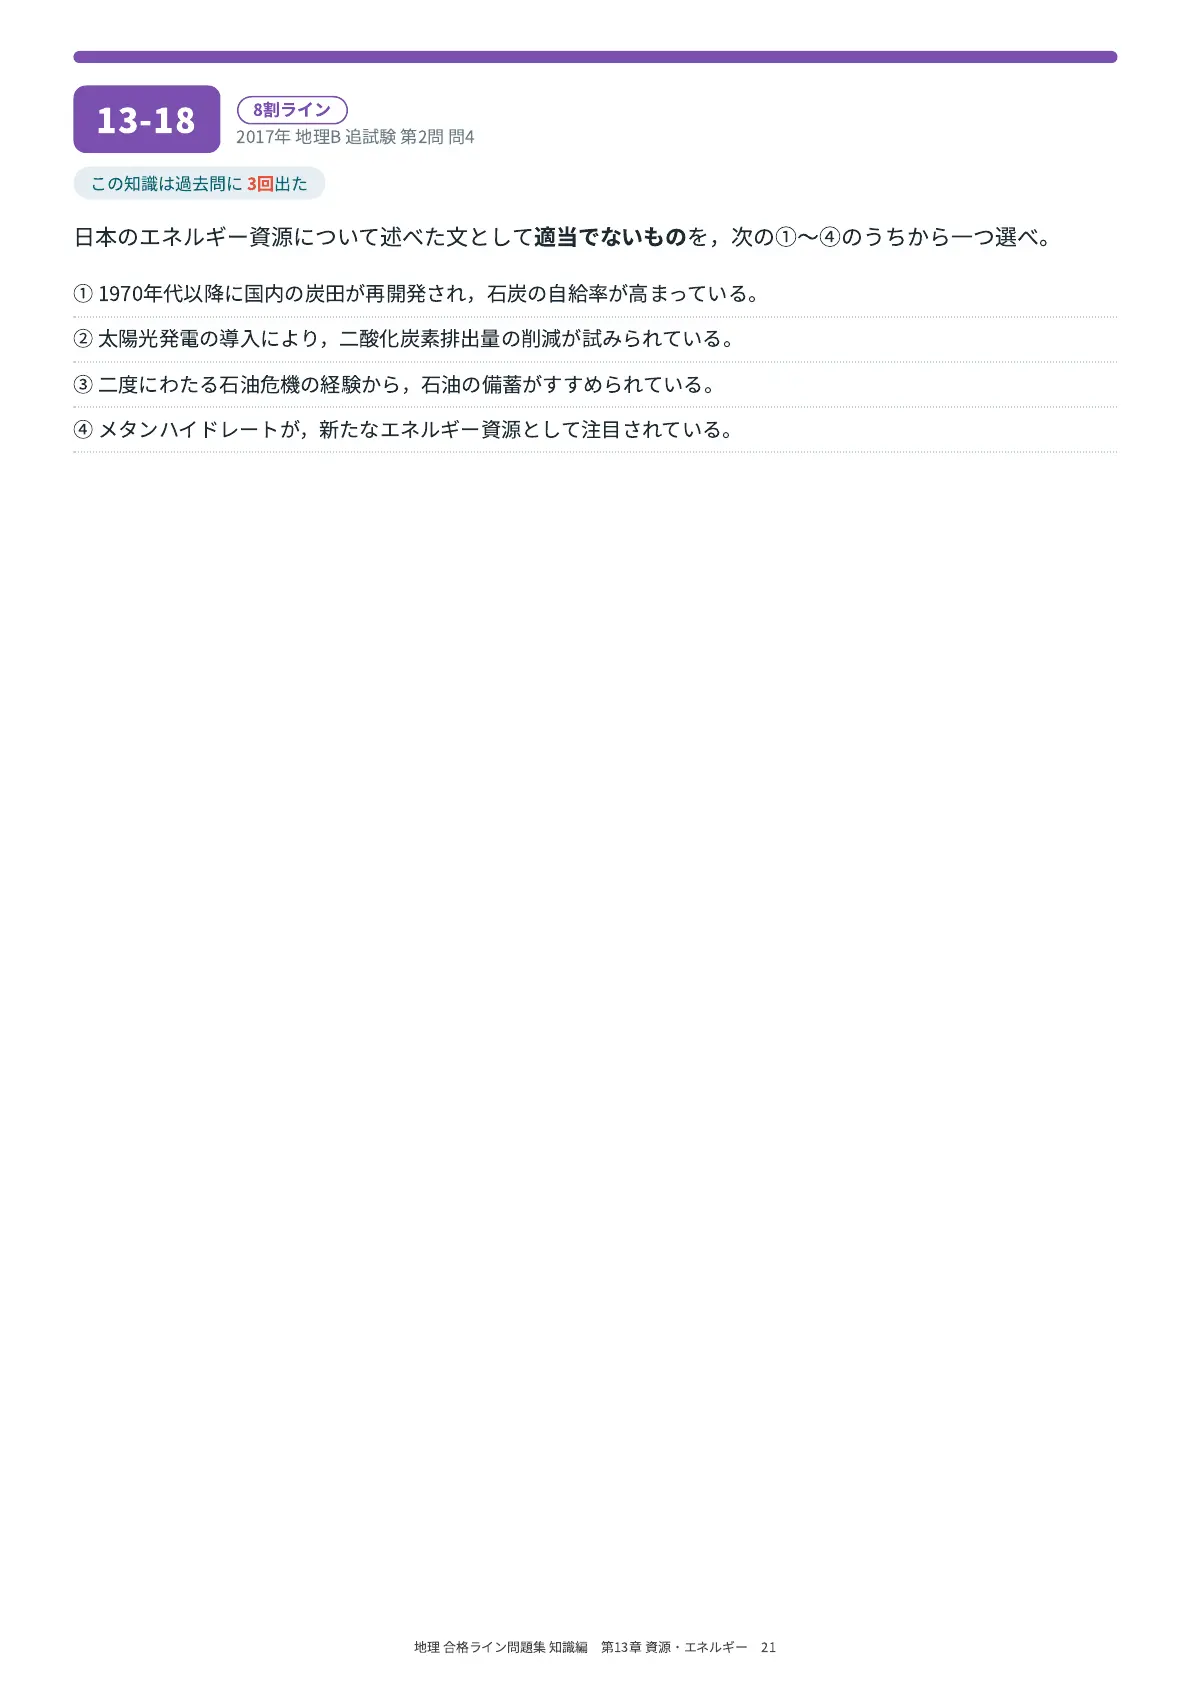 13-18
8割ライン
2017年 地理B 追試験 第2問 問4
この知識は過去問に 3回出た
日本のエネルギー資源について述べた文として適当でないものを，次の①〜④のうちから一つ選べ。
① 1970年代以降に国内の炭田が再開発され，石炭の自給率が高まっている。
② 太陽光発電の導入により，二酸化炭素排出量の削減が試みられている。
③ 二度にわたる石油危機の経験から，石油の備蓄がすすめられている。
④ メタンハイドレートが，新たなエネルギー資源として注目されている。
地理 合格ライン問題集 知識編　第13章 資源・エネルギー　21